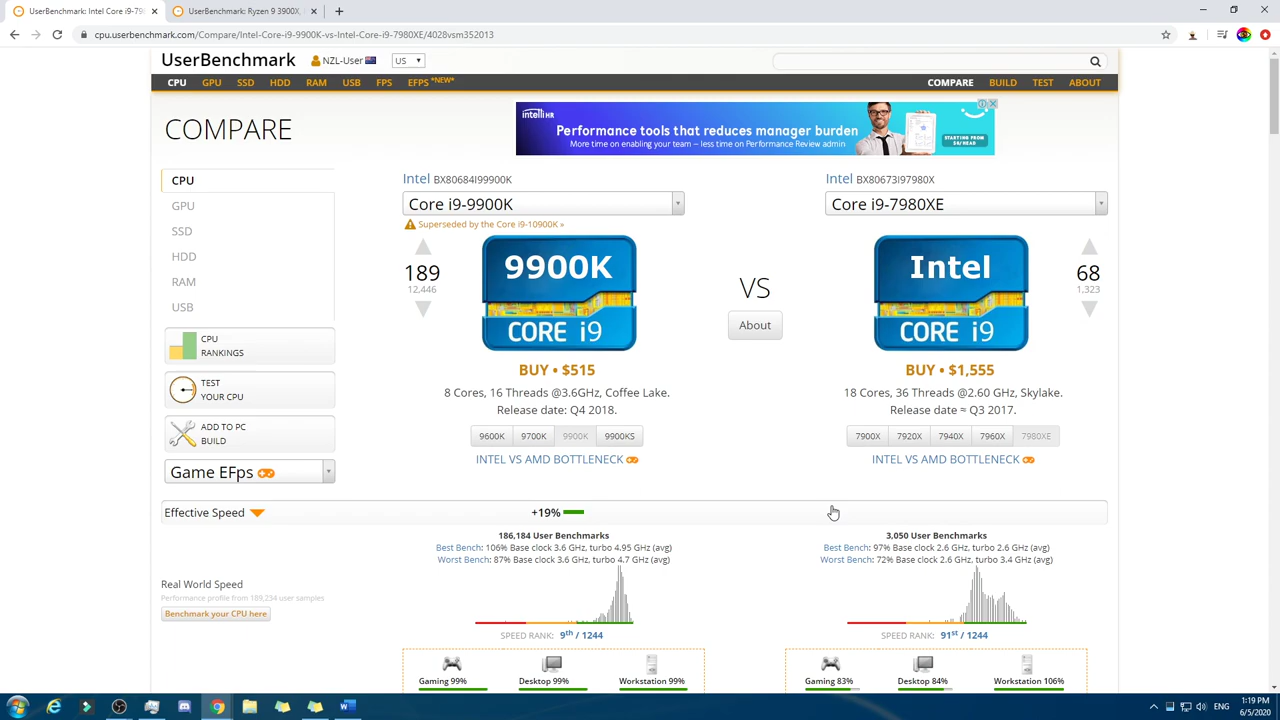 UserBenchmark: Intel Core i9-79
UserBenchmark: Ryzen 9 3900X,
cpu.userbenchmark.com/Compare/Intel-Core-i9-9900K-vs-Intel-Core-i9-7980XE/4028vsm352013
UserBenchmark NZL-User US
CPU GPU SSD HDD RAM USB FPS EFPS *NEW* COMPARE BUILD TEST ABOUT
COMPARE
intelliHR
Performance tools that reduces manager burden
More time on enabling your team – less time on Performance Review admin
STARTING FROM
$6/HEAD
CPU
GPU
SSD
HDD
RAM
USB
CPU
RANKINGS
TEST
YOUR CPU
ADD TO PC
BUILD
Game EFps
Intel BX80684I99900K
Core i9-9900K
Superseded by the Core i9-10900K »
189
12,446
9900K
CORE i9
BUY • $515
8 Cores, 16 Threads @3.6GHz, Coffee Lake.
Release date: Q4 2018.
9600K 9700K 9900K 9900KS
INTEL VS AMD BOTTLENECK
VS
About
Intel BX80673I97980X
Core i9-7980XE
68
1,323
Intel
CORE i9
BUY • $1,555
18 Cores, 36 Threads @2.60 GHz, Skylake.
Release date ≈ Q3 2017.
7900X 7920X 7940X 7960X 7980XE
INTEL VS AMD BOTTLENECK
Effective Speed +19%
Real World Speed
Performance profile from 189,234 user samples
Benchmark your CPU here
186,184 User Benchmarks
Best Bench: 106% Base clock 3.6 GHz, turbo 4.95 GHz (avg)
Worst Bench: 87% Base clock 3.6 GHz, turbo 4.7 GHz (avg)
SPEED RANK: 9th / 1244
Gaming 99% Desktop 99% Workstation 99%
3,050 User Benchmarks
Best Bench: 97% Base clock 2.6 GHz, turbo 2.6 GHz (avg)
Worst Bench: 72% Base clock 2.6 GHz, turbo 3.4 GHz (avg)
SPEED RANK: 91st / 1244
Gaming 83% Desktop 84% Workstation 106%
ENG
1:19 PM
6/5/2020